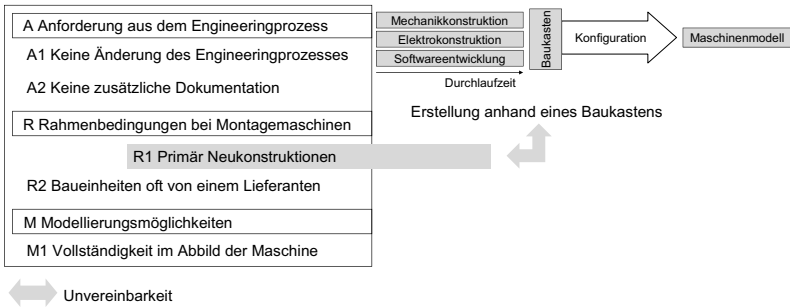 A Anforderung aus dem Engineeringprozess
A1 Keine Änderung des Engineeringprozesses
A2 Keine zusätzliche Dokumentation
R Rahmenbedingungen bei Montagemaschinen
R1 Primär Neukonstruktionen
R2 Baueinheiten oft von einem Lieferanten
M Modellierungsmöglichkeiten
M1 Vollständigkeit im Abbild der Maschine
Mechanikkonstruktion
Elektrokonstruktion
Softwareentwicklung
Durchlaufzeit
Baukasten
Konfiguration
Maschinenmodell
Erstellung anhand eines Baukastens
Unvereinbarkeit